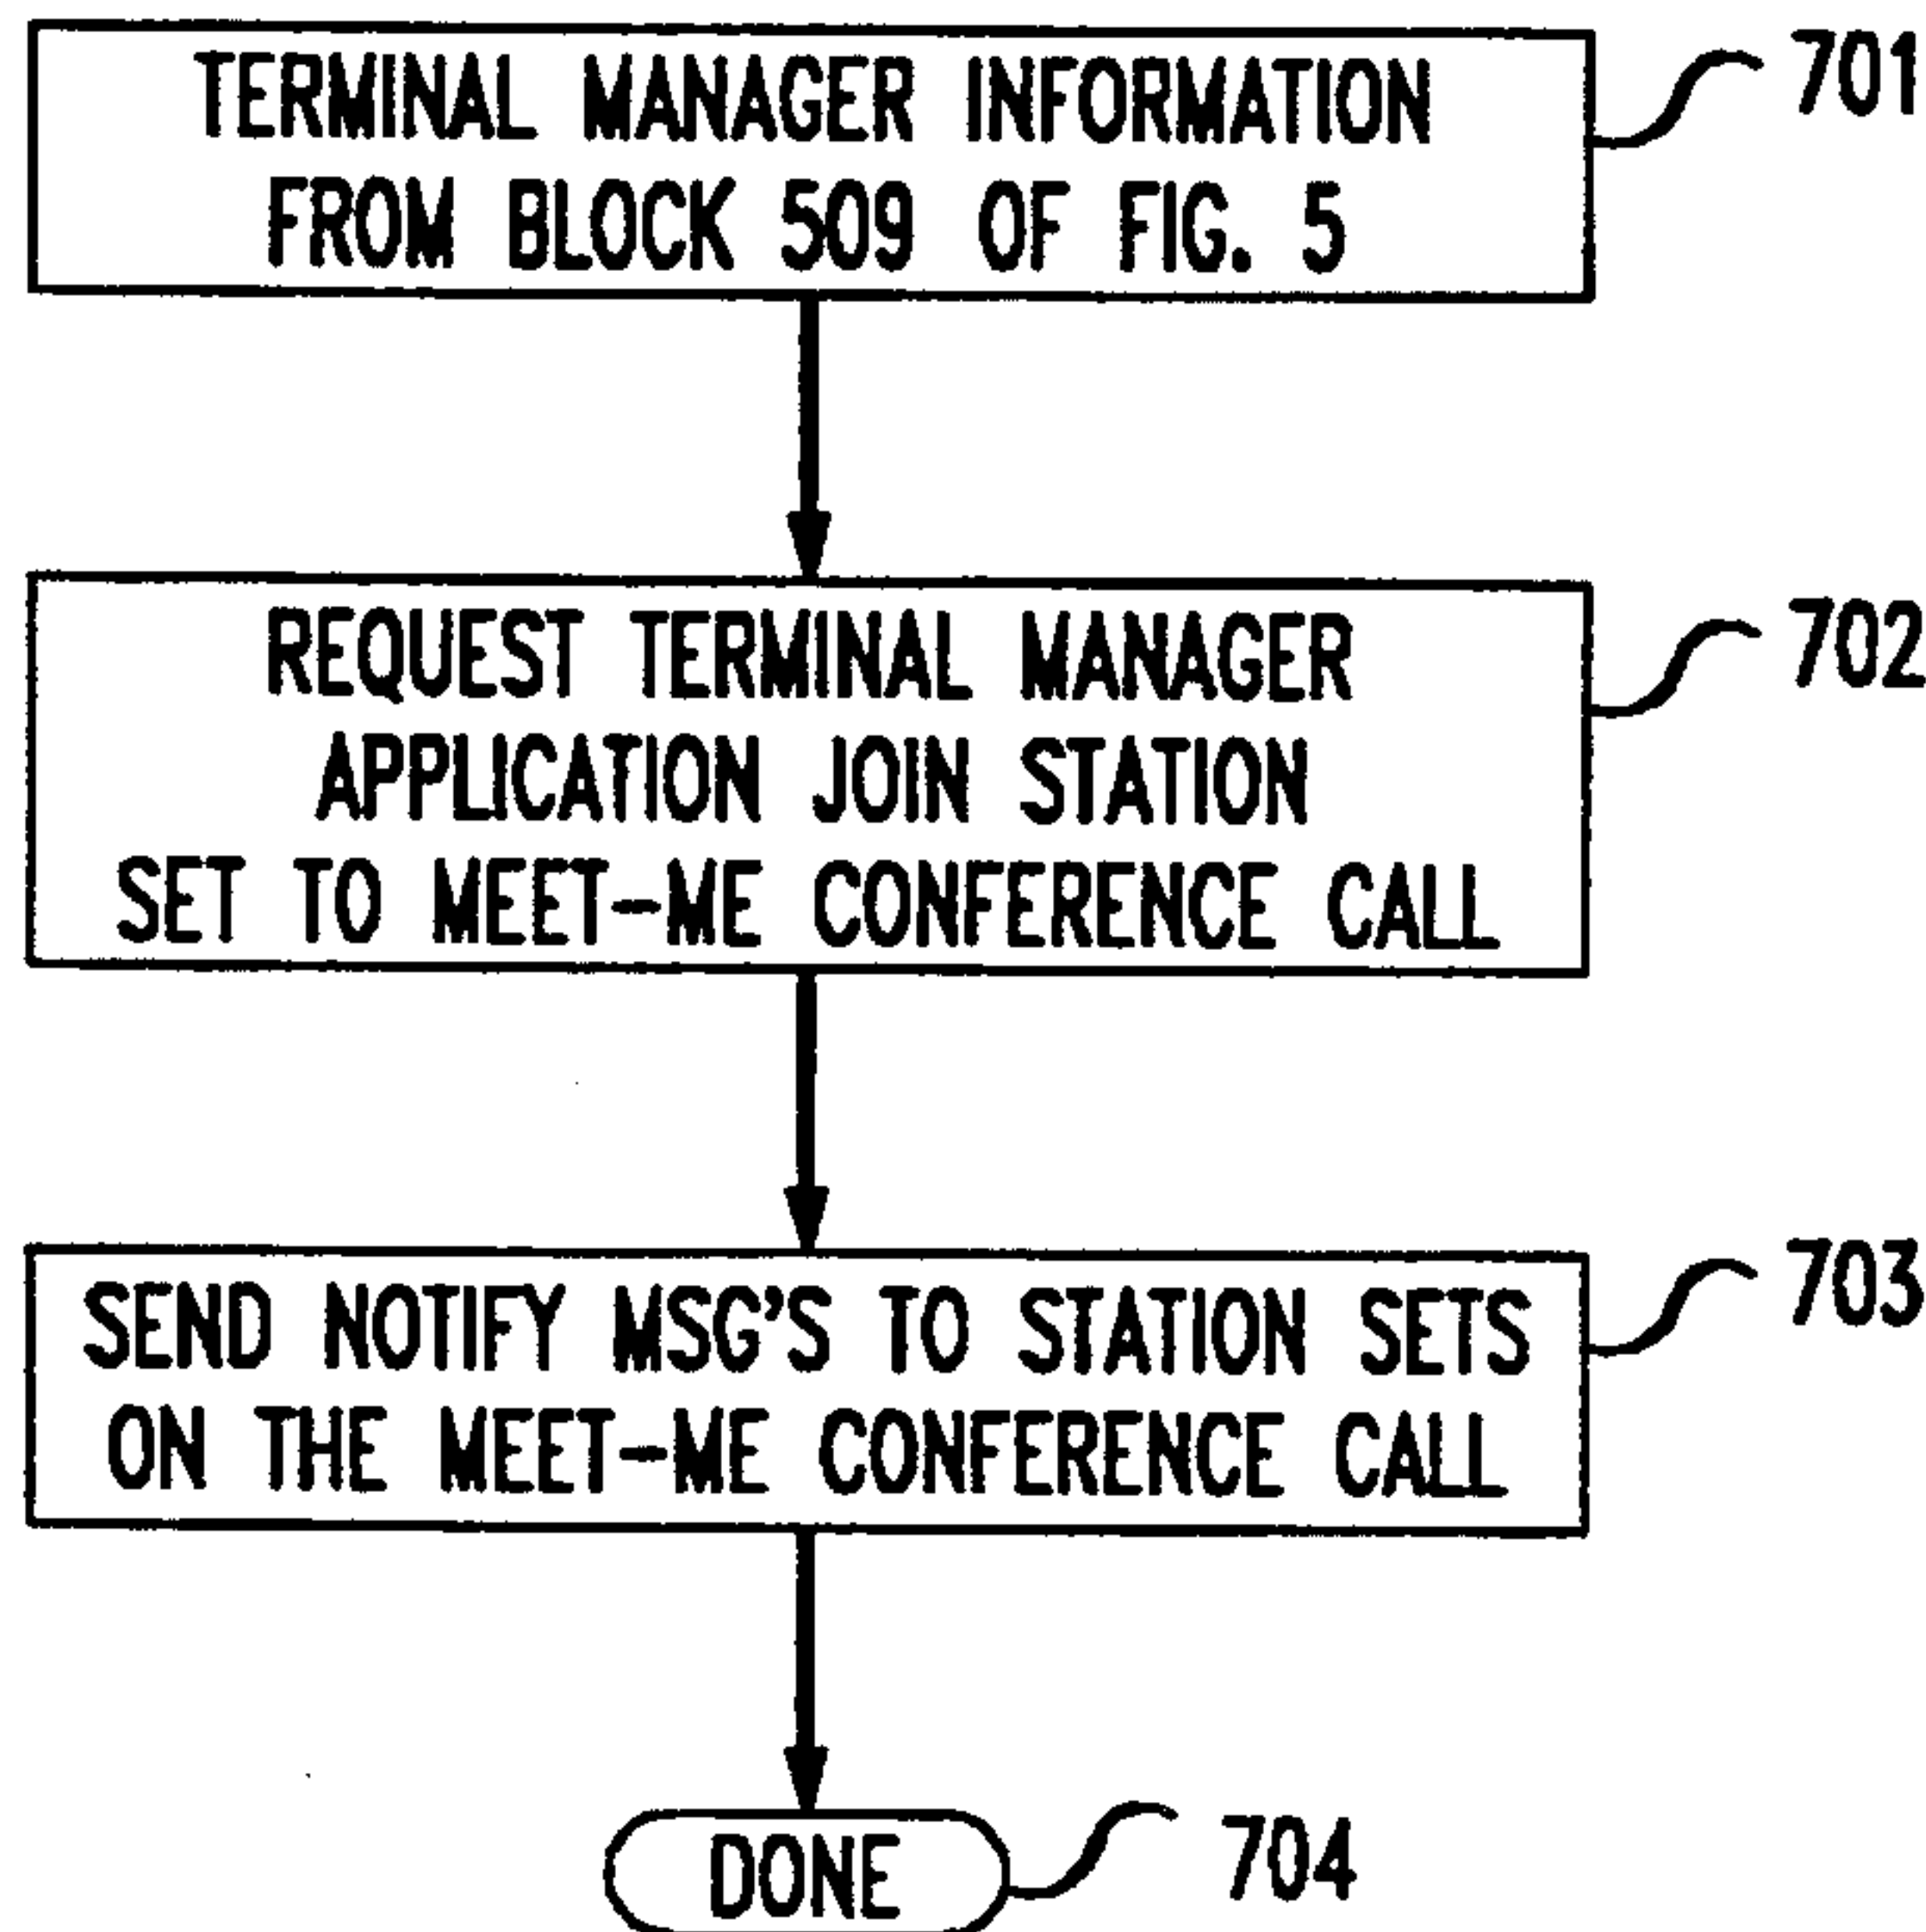 TERMINAL MANAGER INFORMATION
FROM BLOCK 509 OF FIG. 5
701
REQUEST TERMINAL MANAGER
APPLICATION JOIN STATION
SET TO MEET-ME CONFERENCE CALL
702
SEND NOTIFY MSG'S TO STATION SETS
ON THE MEET-ME CONFERENCE CALL
703
DONE
704